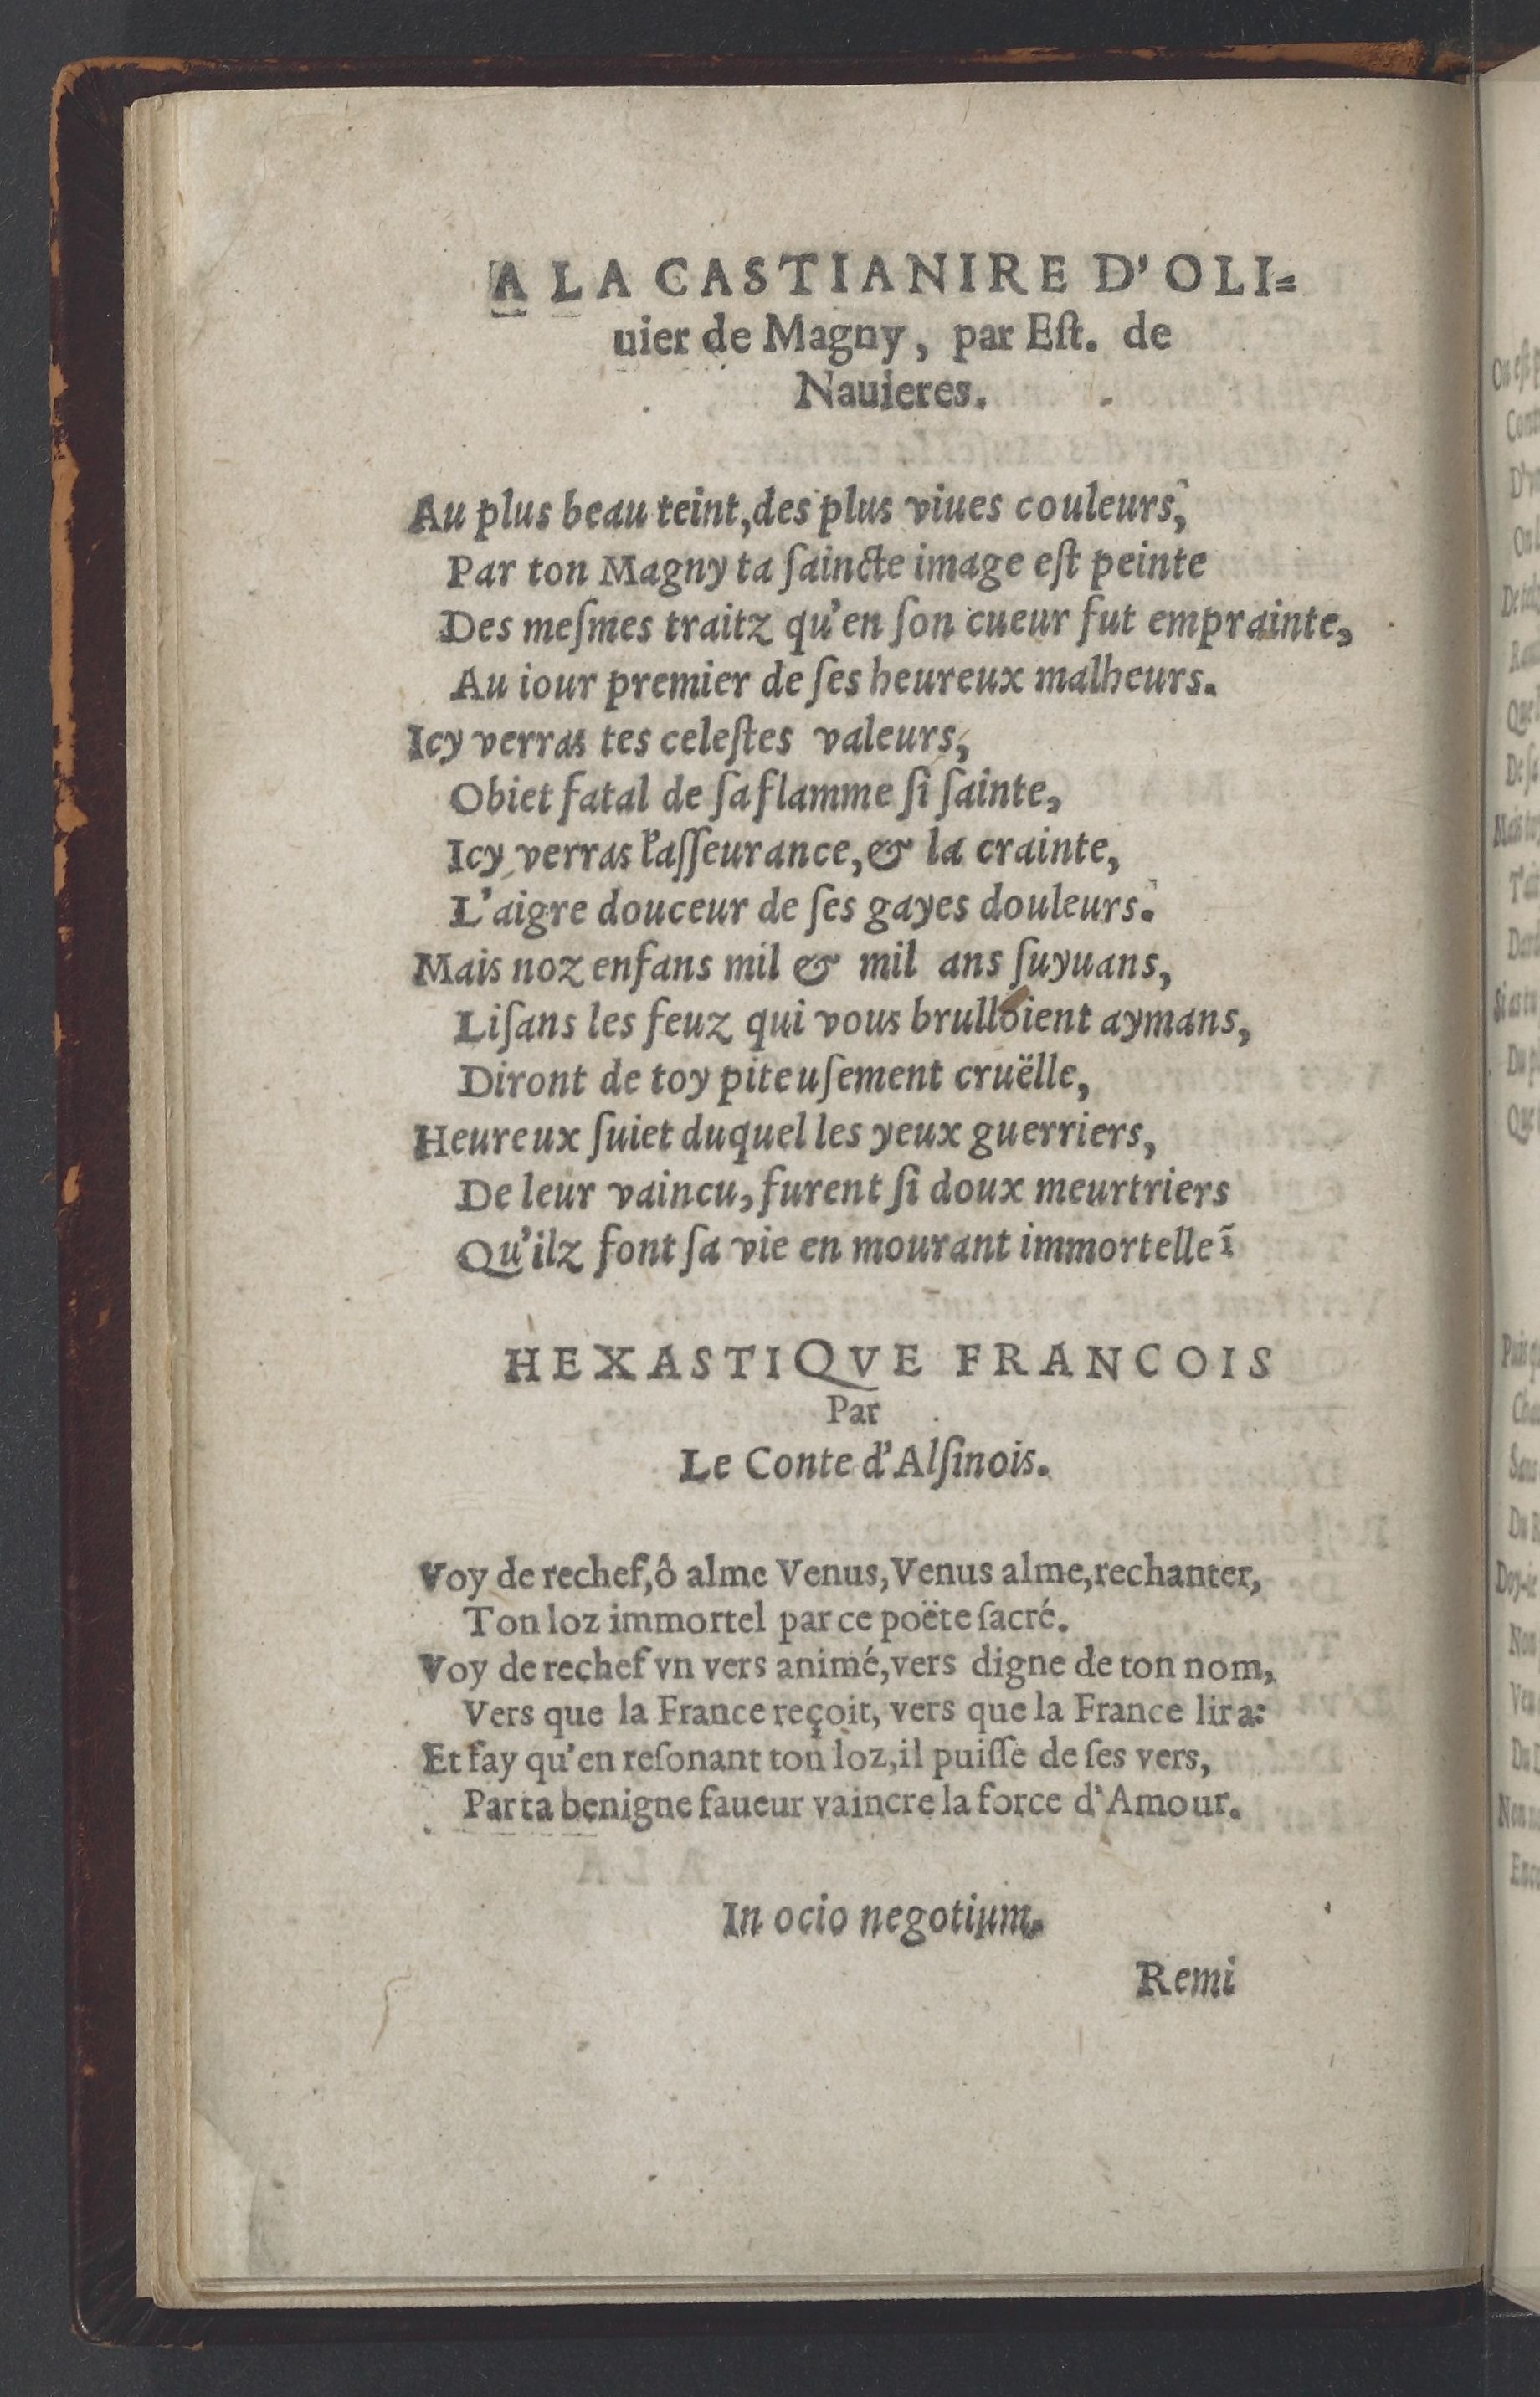 A LA CASTIANIRE D'OLI=
uier de Magny, par Eſt. de
Nauieres.
Au plus beau teint, des plus viues couleurs,
Par ton Magny ta ſaincte image eſt peinte
Des meſmes traitz qu'en ſon cueur fut emprainte,
Au iour premier de ſes heureux malheurs.
Icy verras tes celeſtes valeurs,
Obiet fatal de ſa flamme ſi ſainte,
Icy verras l'aſſeurance, & la crainte,
L'aigre douceur de ſes gayes douleurs.
Mais noz enfans mil & mil ans ſuyuans,
Liſans les feuz qui vous brulloient aymans,
Diront de toy piteuſement cruëlle,
Heureux ſuiet duquel les yeux guerriers,
De leur vaincu, furent ſi doux meurtriers
Qu'ilz font ſa vie en mourant immortelle
HEXASTIQVE FRANCOIS
Par
Le Conte d'Alſinois.
Voy de rechef, ô alme Venus, Venus alme, rechanter,
Ton loz immortel par ce poëte ſacré.
Voy de rechef vn vers animé, vers digne de ton nom,
Vers que la France reçoit, vers que la France lira:
Et fay qu'en reſonant ton loz, il puiſſe de ſes vers,
Par ta benigne faueur vaincre la force d'Amour.
In ocio negotium.
Remi